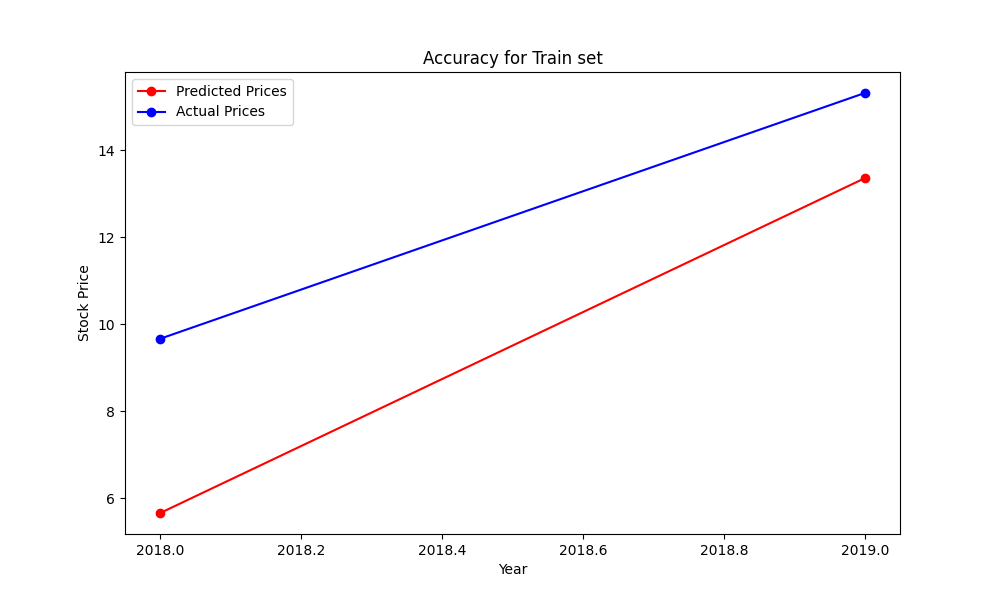 Accuracy for Train set
Predicted Prices
Actual Prices
14
12
10
8
6
Stock Price
2018.0 2018.2 2018.4 2018.6 2018.8 2019.0
Year